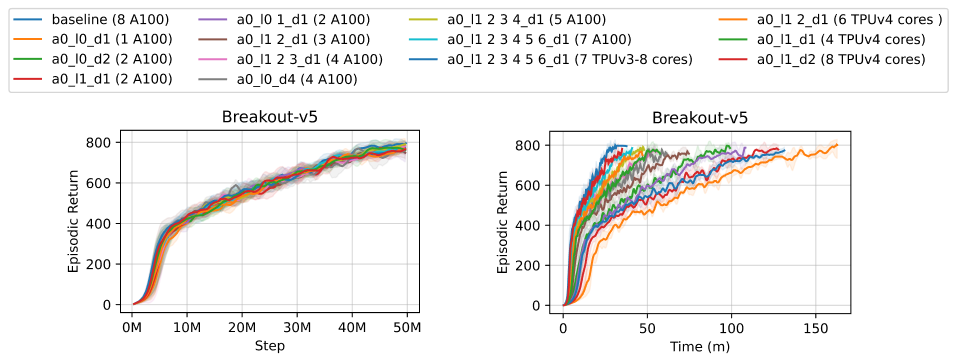 baseline (8 A100) a0_l0 1_d1 (2 A100) a0_l1 2 3 4_d1 (5 A100) a0_l1 2_d1 (6 TPUv4 cores )
a0_l0_d1 (1 A100) a0_l1 2_d1 (3 A100) a0_l1 2 3 4 5 6_d1 (7 A100) a0_l1_d1 (4 TPUv4 cores)
a0_l0_d2 (2 A100) a0_l1 2 3_d1 (4 A100) a0_l1 2 3 4 5 6_d1 (7 TPUv3-8 cores) a0_l1_d2 (8 TPUv4 cores)
a0_l1_d1 (2 A100) a0_l0_d4 (4 A100)
Breakout-v5
800
600
400
200
0
Episodic Return
0M 10M 20M 30M 40M 50M
Step
Breakout-v5
800
600
400
200
0
Episodic Return
0 50 100 150
Time (m)